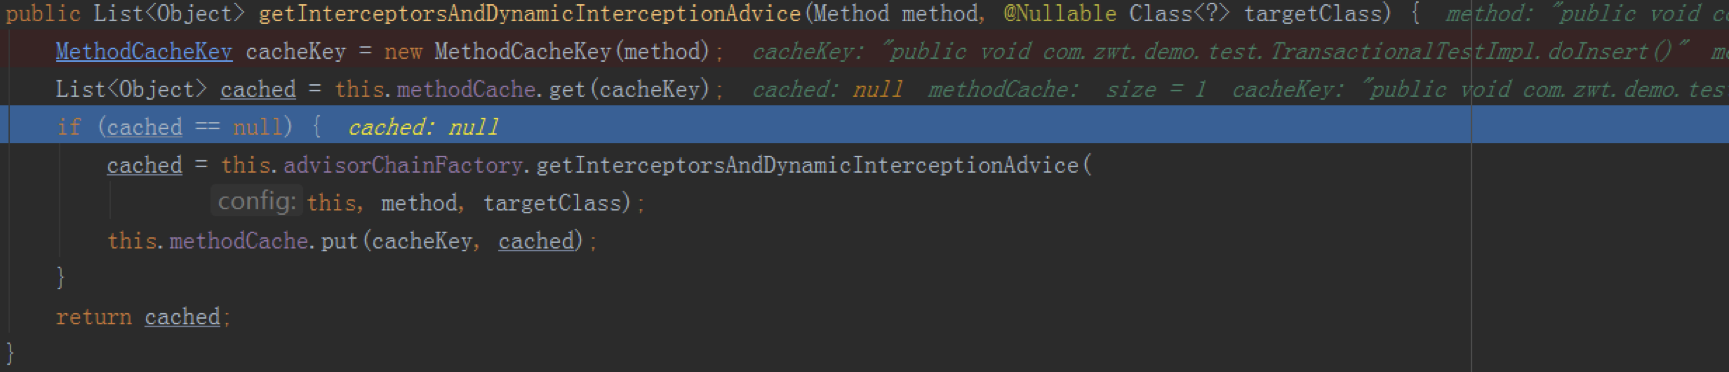 public List<Object> getInterceptorsAndDynamicInterceptionAdvice(Method method, @Nullable Class<?> targetClass) {  method: "public void co
MethodCacheKey cacheKey = new MethodCacheKey(method);  cacheKey: "public void com.zwt.demo.test.TransactionalTestImpl.doInsert()"  me
List<Object> cached = this.methodCache.get(cacheKey);  cached: null  methodCache:  size = 1  cacheKey: "public void com.zwt.demo.tes
if (cached == null) {  cached: null
cached = this.advisorChainFactory.getInterceptorsAndDynamicInterceptionAdvice(
config: this, method, targetClass);
this.methodCache.put(cacheKey, cached);
}
return cached;
}